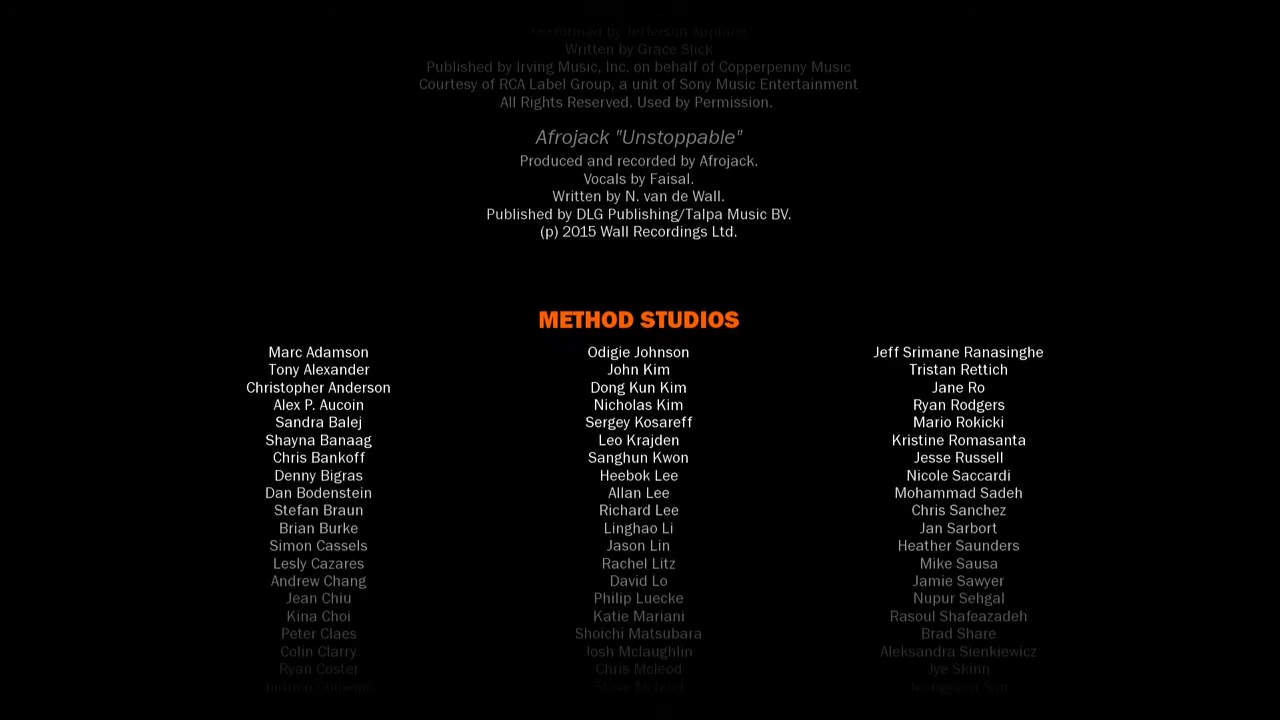 Performed by Jefferson Airplane
Written by Grace Slick
Published by Irving Music, Inc. on behalf of Copperpenny Music
Courtesy of RCA Label Group, a unit of Sony Music Entertainment
All Rights Reserved. Used by Permission.
Afrojack "Unstoppable"
Produced and recorded by Afrojack.
Vocals by Faisal.
Written by N. van de Wall.
Published by DLG Publishing/Talpa Music BV.
(p) 2015 Wall Recordings Ltd.
METHOD STUDIOS
Marc Adamson
Tony Alexander
Christopher Anderson
Alex P. Aucoin
Sandra Balej
Shayna Banaag
Chris Bankoff
Denny Bigras
Dan Bodenstein
Stefan Braun
Brian Burke
Simon Cassels
Lesly Cazares
Andrew Chang
Jean Chiu
Kina Choi
Peter Claes
Colin Clarry
Ryan Coster
Odigie Johnson
John Kim
Dong Kun Kim
Nicholas Kim
Sergey Kosareff
Leo Krajden
Sanghun Kwon
Heebok Lee
Allan Lee
Richard Lee
Linghao Li
Jason Lin
Rachel Litz
David Lo
Philip Luecke
Katie Mariani
Shoichi Matsubara
Josh Mclaughlin
Chris Mcleod
Steve Mcleod
Jeff Srimane Ranasinghe
Tristan Rettich
Jane Ro
Ryan Rodgers
Mario Rokicki
Kristine Romasanta
Jesse Russell
Nicole Saccardi
Mohammad Sadeh
Chris Sanchez
Jan Sarbort
Heather Saunders
Mike Sausa
Jamie Sawyer
Nupur Sehgal
Rasoul Shafeazadeh
Brad Share
Aleksandra Sienkiewicz
Jye Skinn